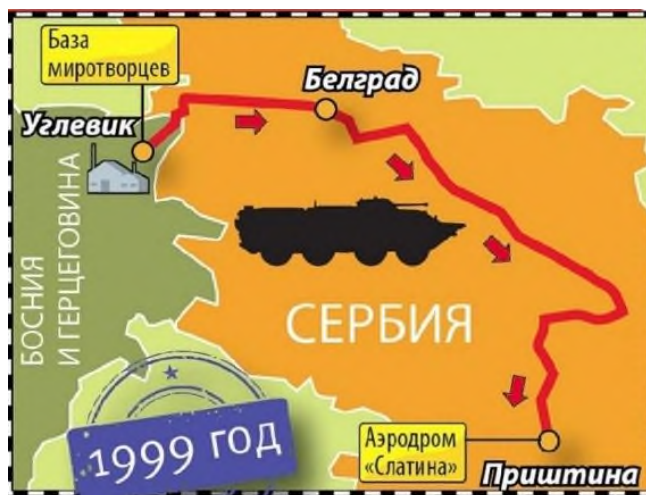 База
миротворцев
Белград
Углевик
БОСНИЯ
И ГЕРЦЕГОВИНА
СЕРБИЯ
1999 ГОД
Аэродром
«Слатина»
Приштина